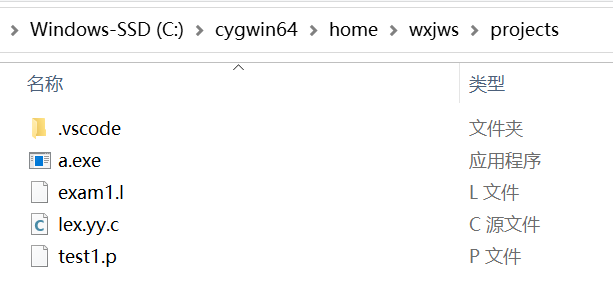 Windows-SSD (C:) > cygwin64 > home > wxjws > projects
名称 类型
.vscode 文件夹
a.exe 应用程序
exam1.l L 文件
lex.yy.c C 源文件
test1.p P 文件